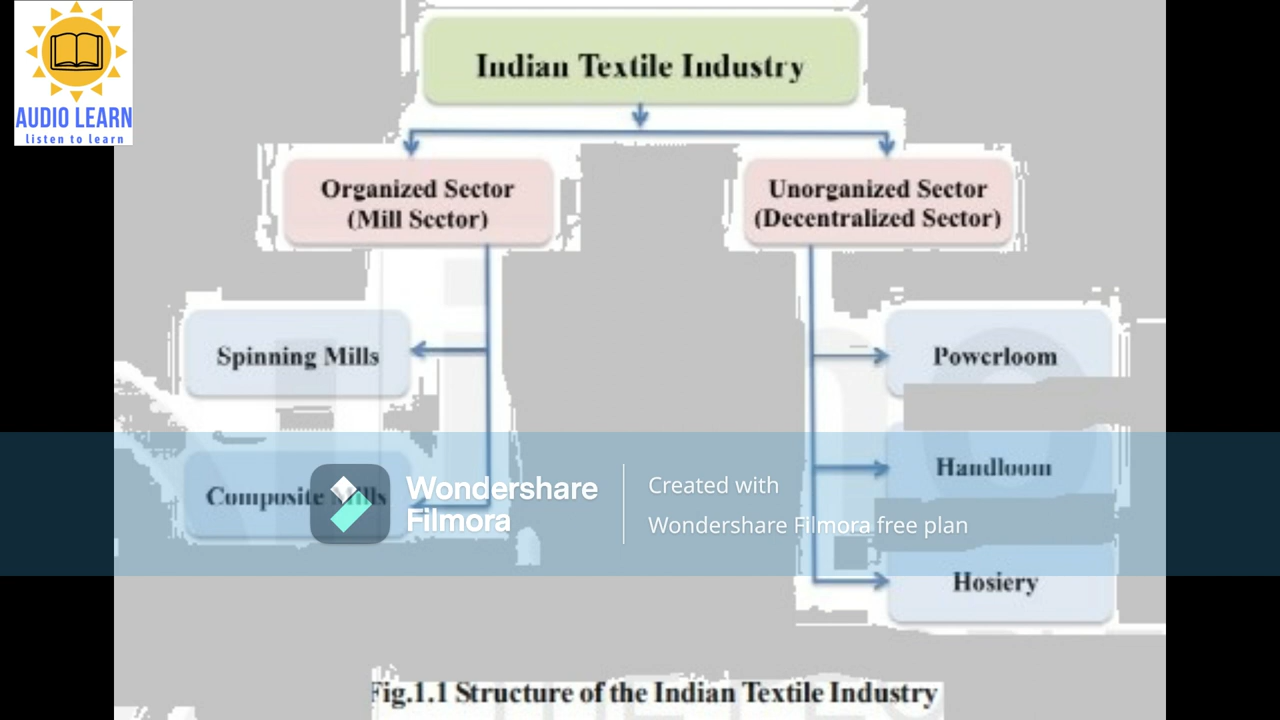 AUDIO LEARN
listen to learn
Indian Textile Industry
Organized Sector
(Mill Sector)
Unorganized Sector
(Decentralized Sector)
Spinning Mills
Powerloom
Composite Mills
Handloom
Wondershare
Filmora
Created with
Wondershare Filmora free plan
Hosiery
Fig.1.1 Structure of the Indian Textile Industry